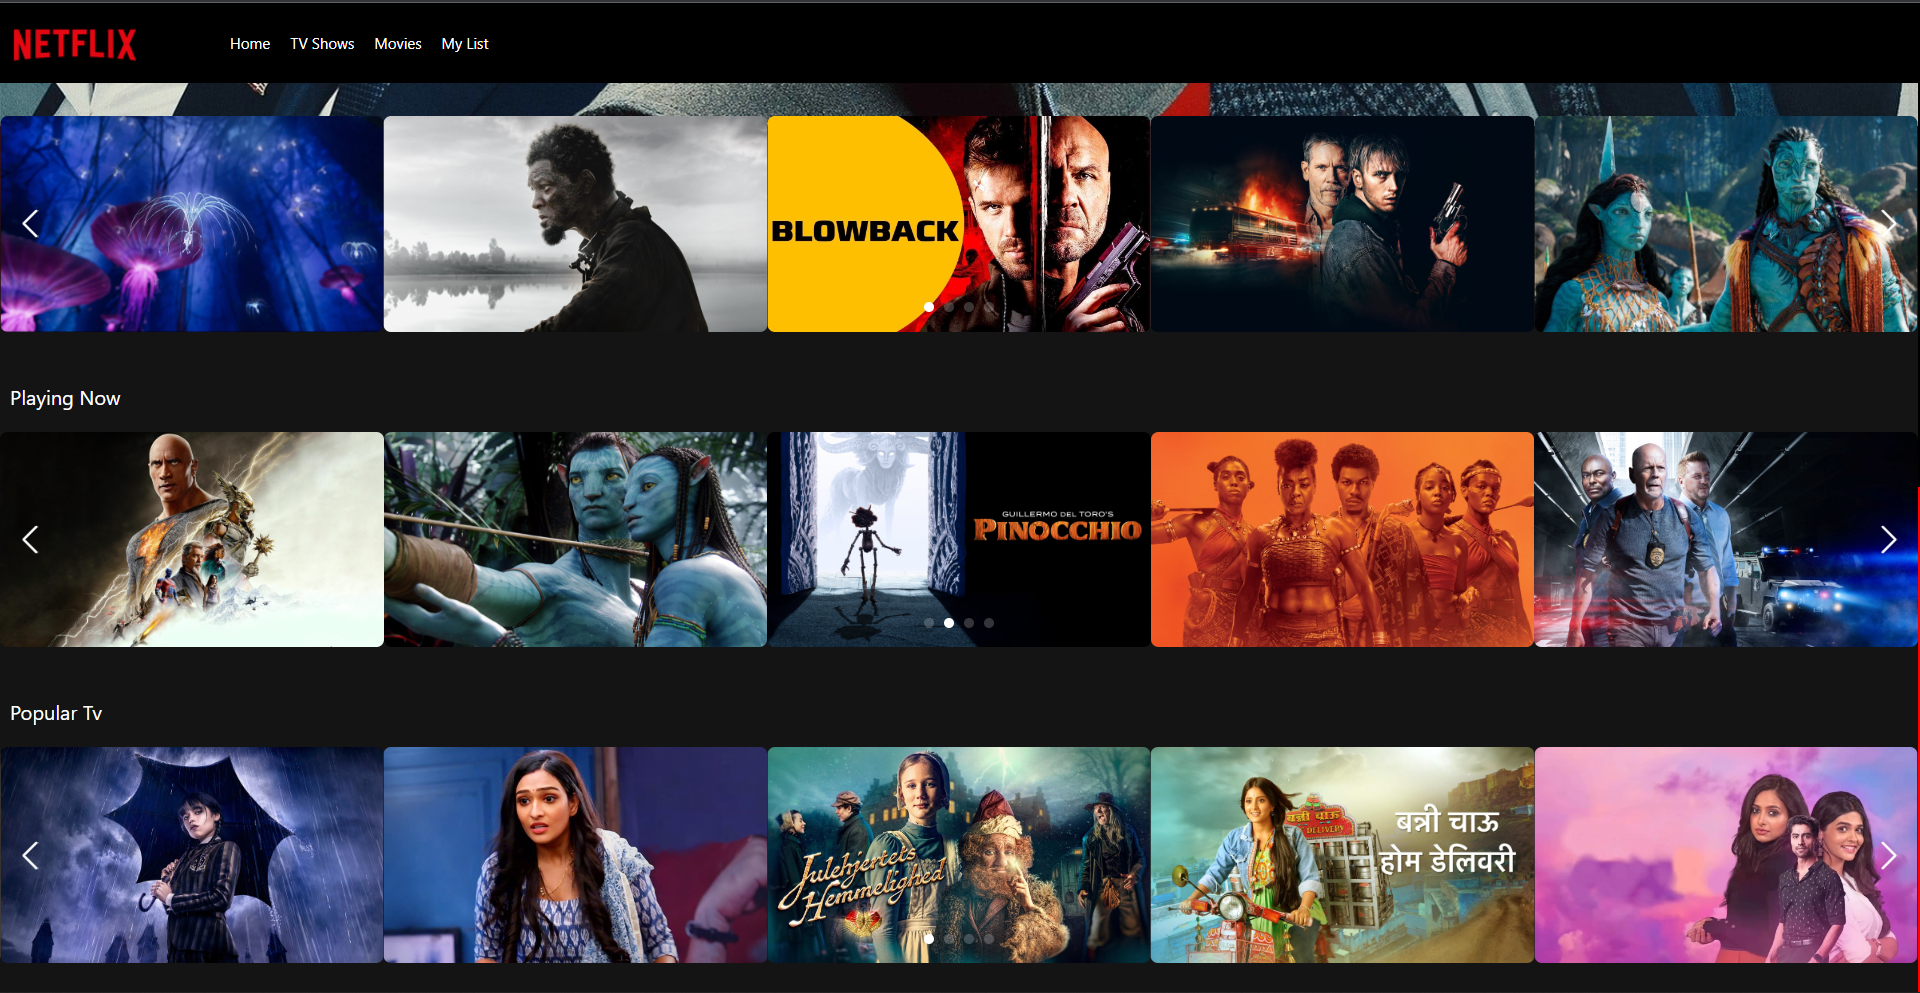 NETFLIX
Home
TV Shows
Movies
My List
BLOWBACK
Playing Now
GUILLERMO DEL TORO'S
PINOCCHIO
Popular Tv
Julehjertets
Hemmelighed
बन्नी चाऊ
DELIVERY
बन्नी चाऊ
होम डेलिवरी